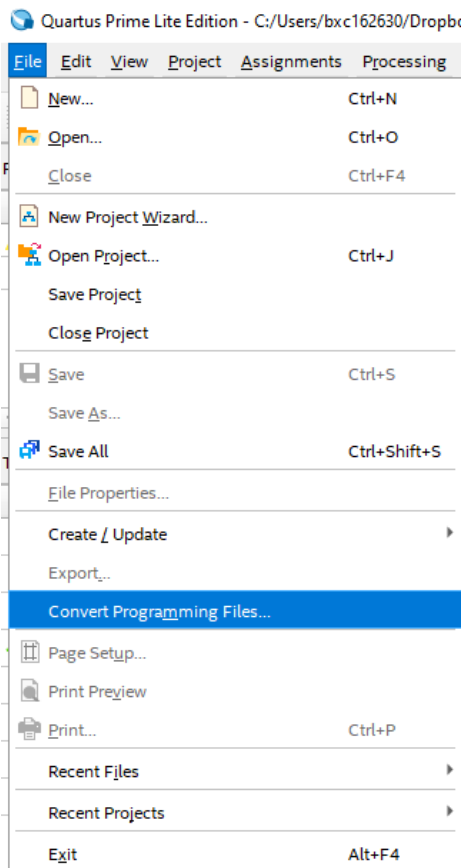 Quartus Prime Lite Edition - C:/Users/bxc162630/Dropbo
File Edit View Project Assignments Processing
New... Ctrl+N
Open... Ctrl+O
Close Ctrl+F4
New Project Wizard...
Open Project... Ctrl+J
Save Project
Close Project
Save Ctrl+S
Save As...
Save All Ctrl+Shift+S
File Properties...
Create / Update
Export...
Convert Programming Files...
Page Setup...
Print Preview
Print... Ctrl+P
Recent Files
Recent Projects
Exit Alt+F4